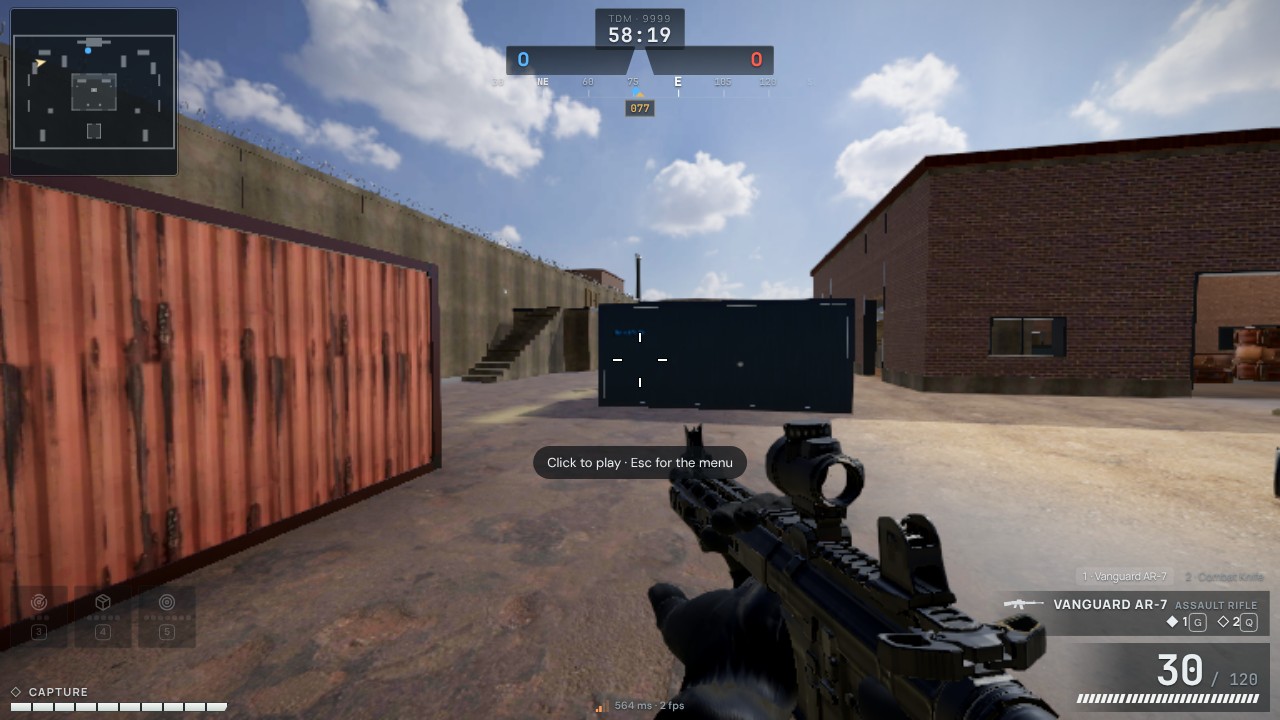 TDM · 9999
58:19
0
0
30 NE 60 75 E 105 120
077
Click to play · Esc for the menu
1 · Vanguard AR-7
2 · Combat Knife
VANGUARD AR-7 ASSAULT RIFLE
1 G 2 Q
30 / 120
3 4 5
CAPTURE
564 ms · 2 fps